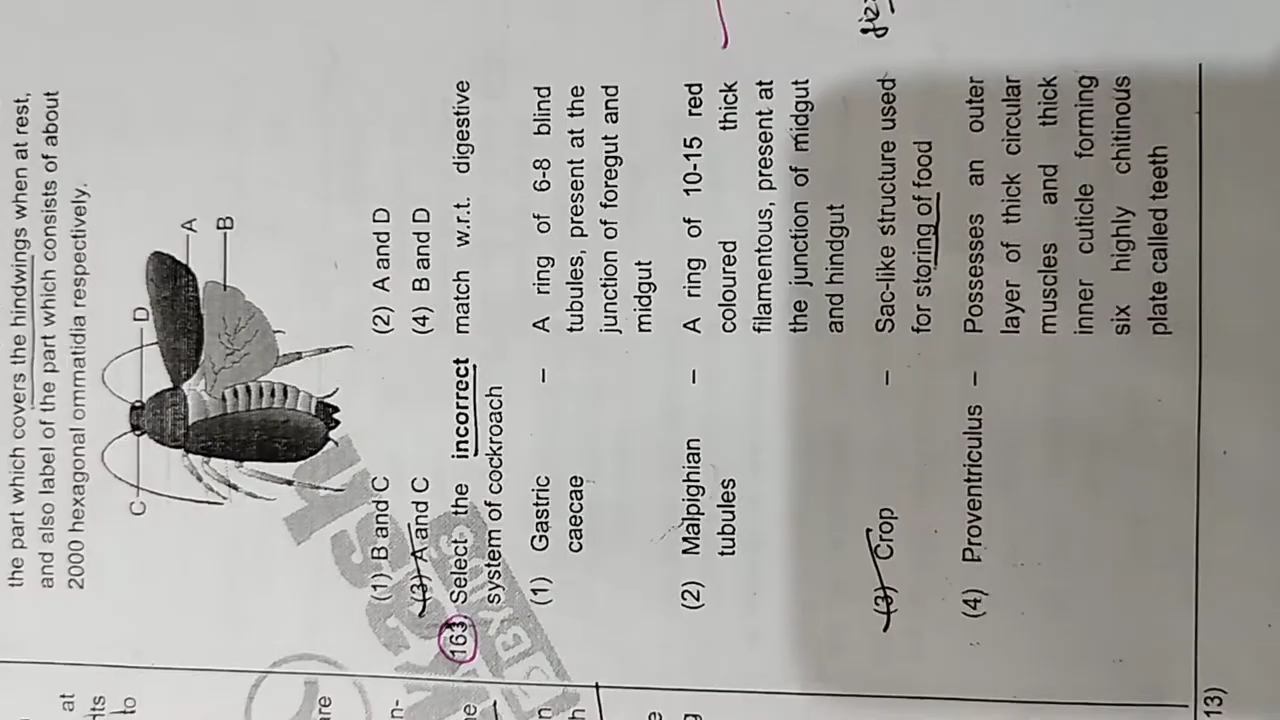 the part which covers the hindwings when at rest,
and also label of the part which consists of about
2000 hexagonal ommatidia respectively.
C
D
A
B
(1) B and C (2) A and D
(3) A and C (4) B and D
163. Select the incorrect match w.r.t. digestive
system of cockroach
(1) Gastric – A ring of 6-8 blind
caecae tubules, present at the
junction of foregut and
midgut
(2) Malpighian – A ring of 10-15 red
tubules coloured thick
filamentous, present at
the junction of midgut
and hindgut
(3) Crop – Sac-like structure used
for storing of food
(4) Proventriculus – Possesses an outer
layer of thick circular
muscles and thick
inner cuticle forming
six highly chitinous
plate called teeth
at
to
13)